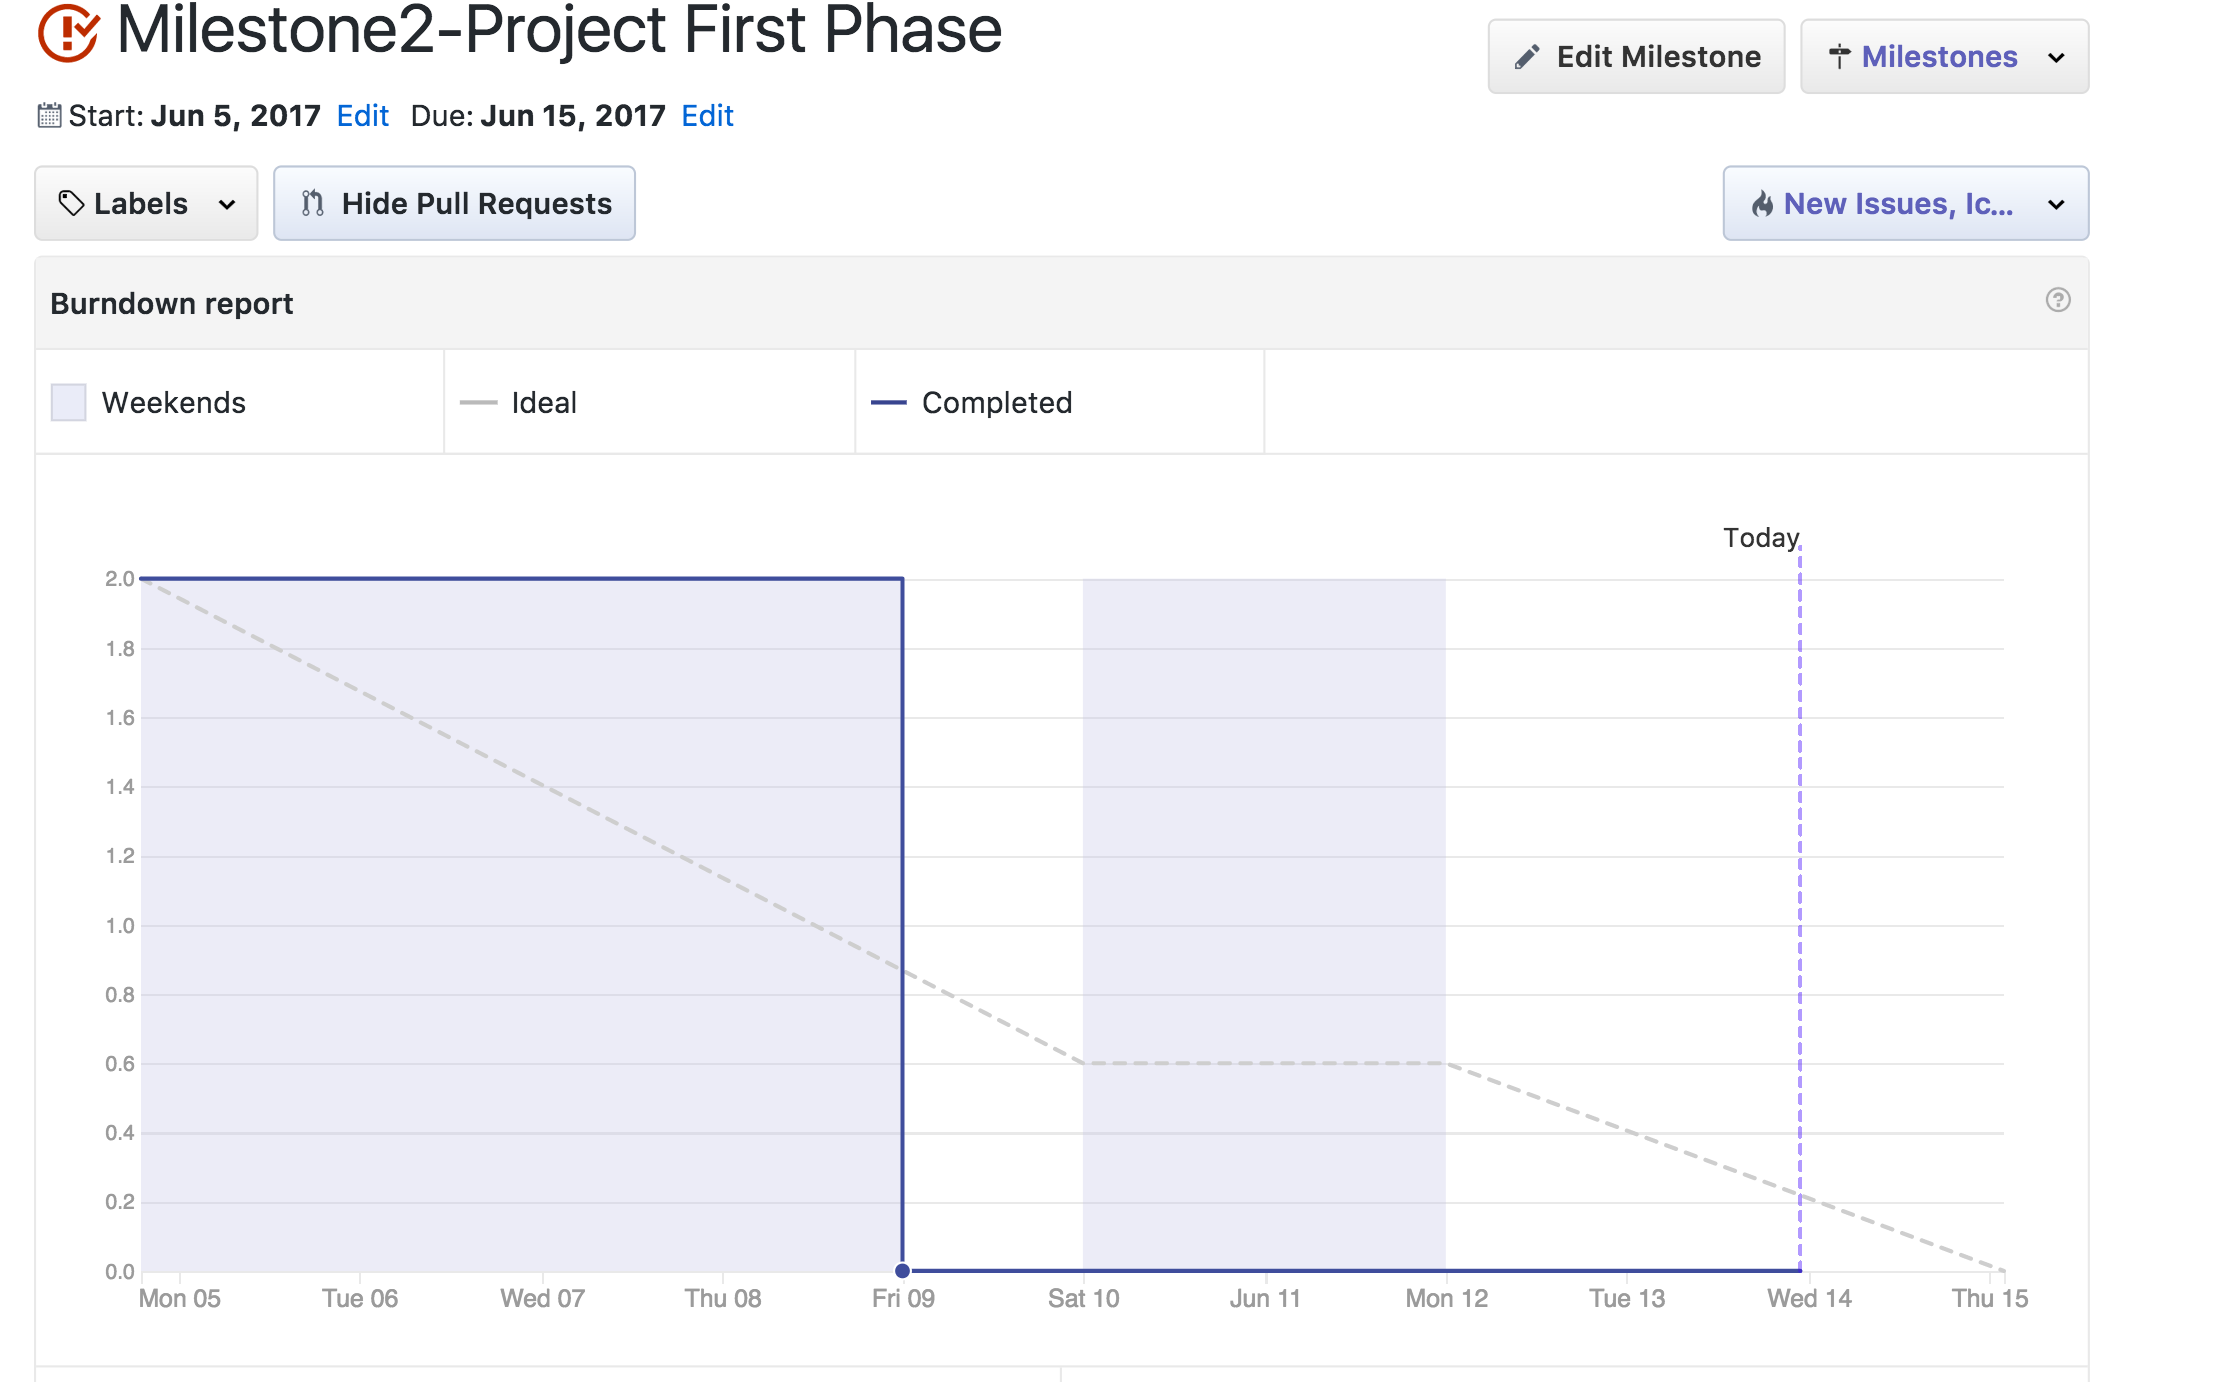 Milestone2-Project First Phase
Edit Milestone
Milestones
Start: Jun 5, 2017 Edit Due: Jun 15, 2017 Edit
Labels
Hide Pull Requests
New Issues, Ic...
Burndown report
Weekends
Ideal
Completed
Today
2.0
1.8
1.6
1.4
1.2
1.0
0.8
0.6
0.4
0.2
0.0
Mon 05 Tue 06 Wed 07 Thu 08 Fri 09 Sat 10 Jun 11 Mon 12 Tue 13 Wed 14 Thu 15